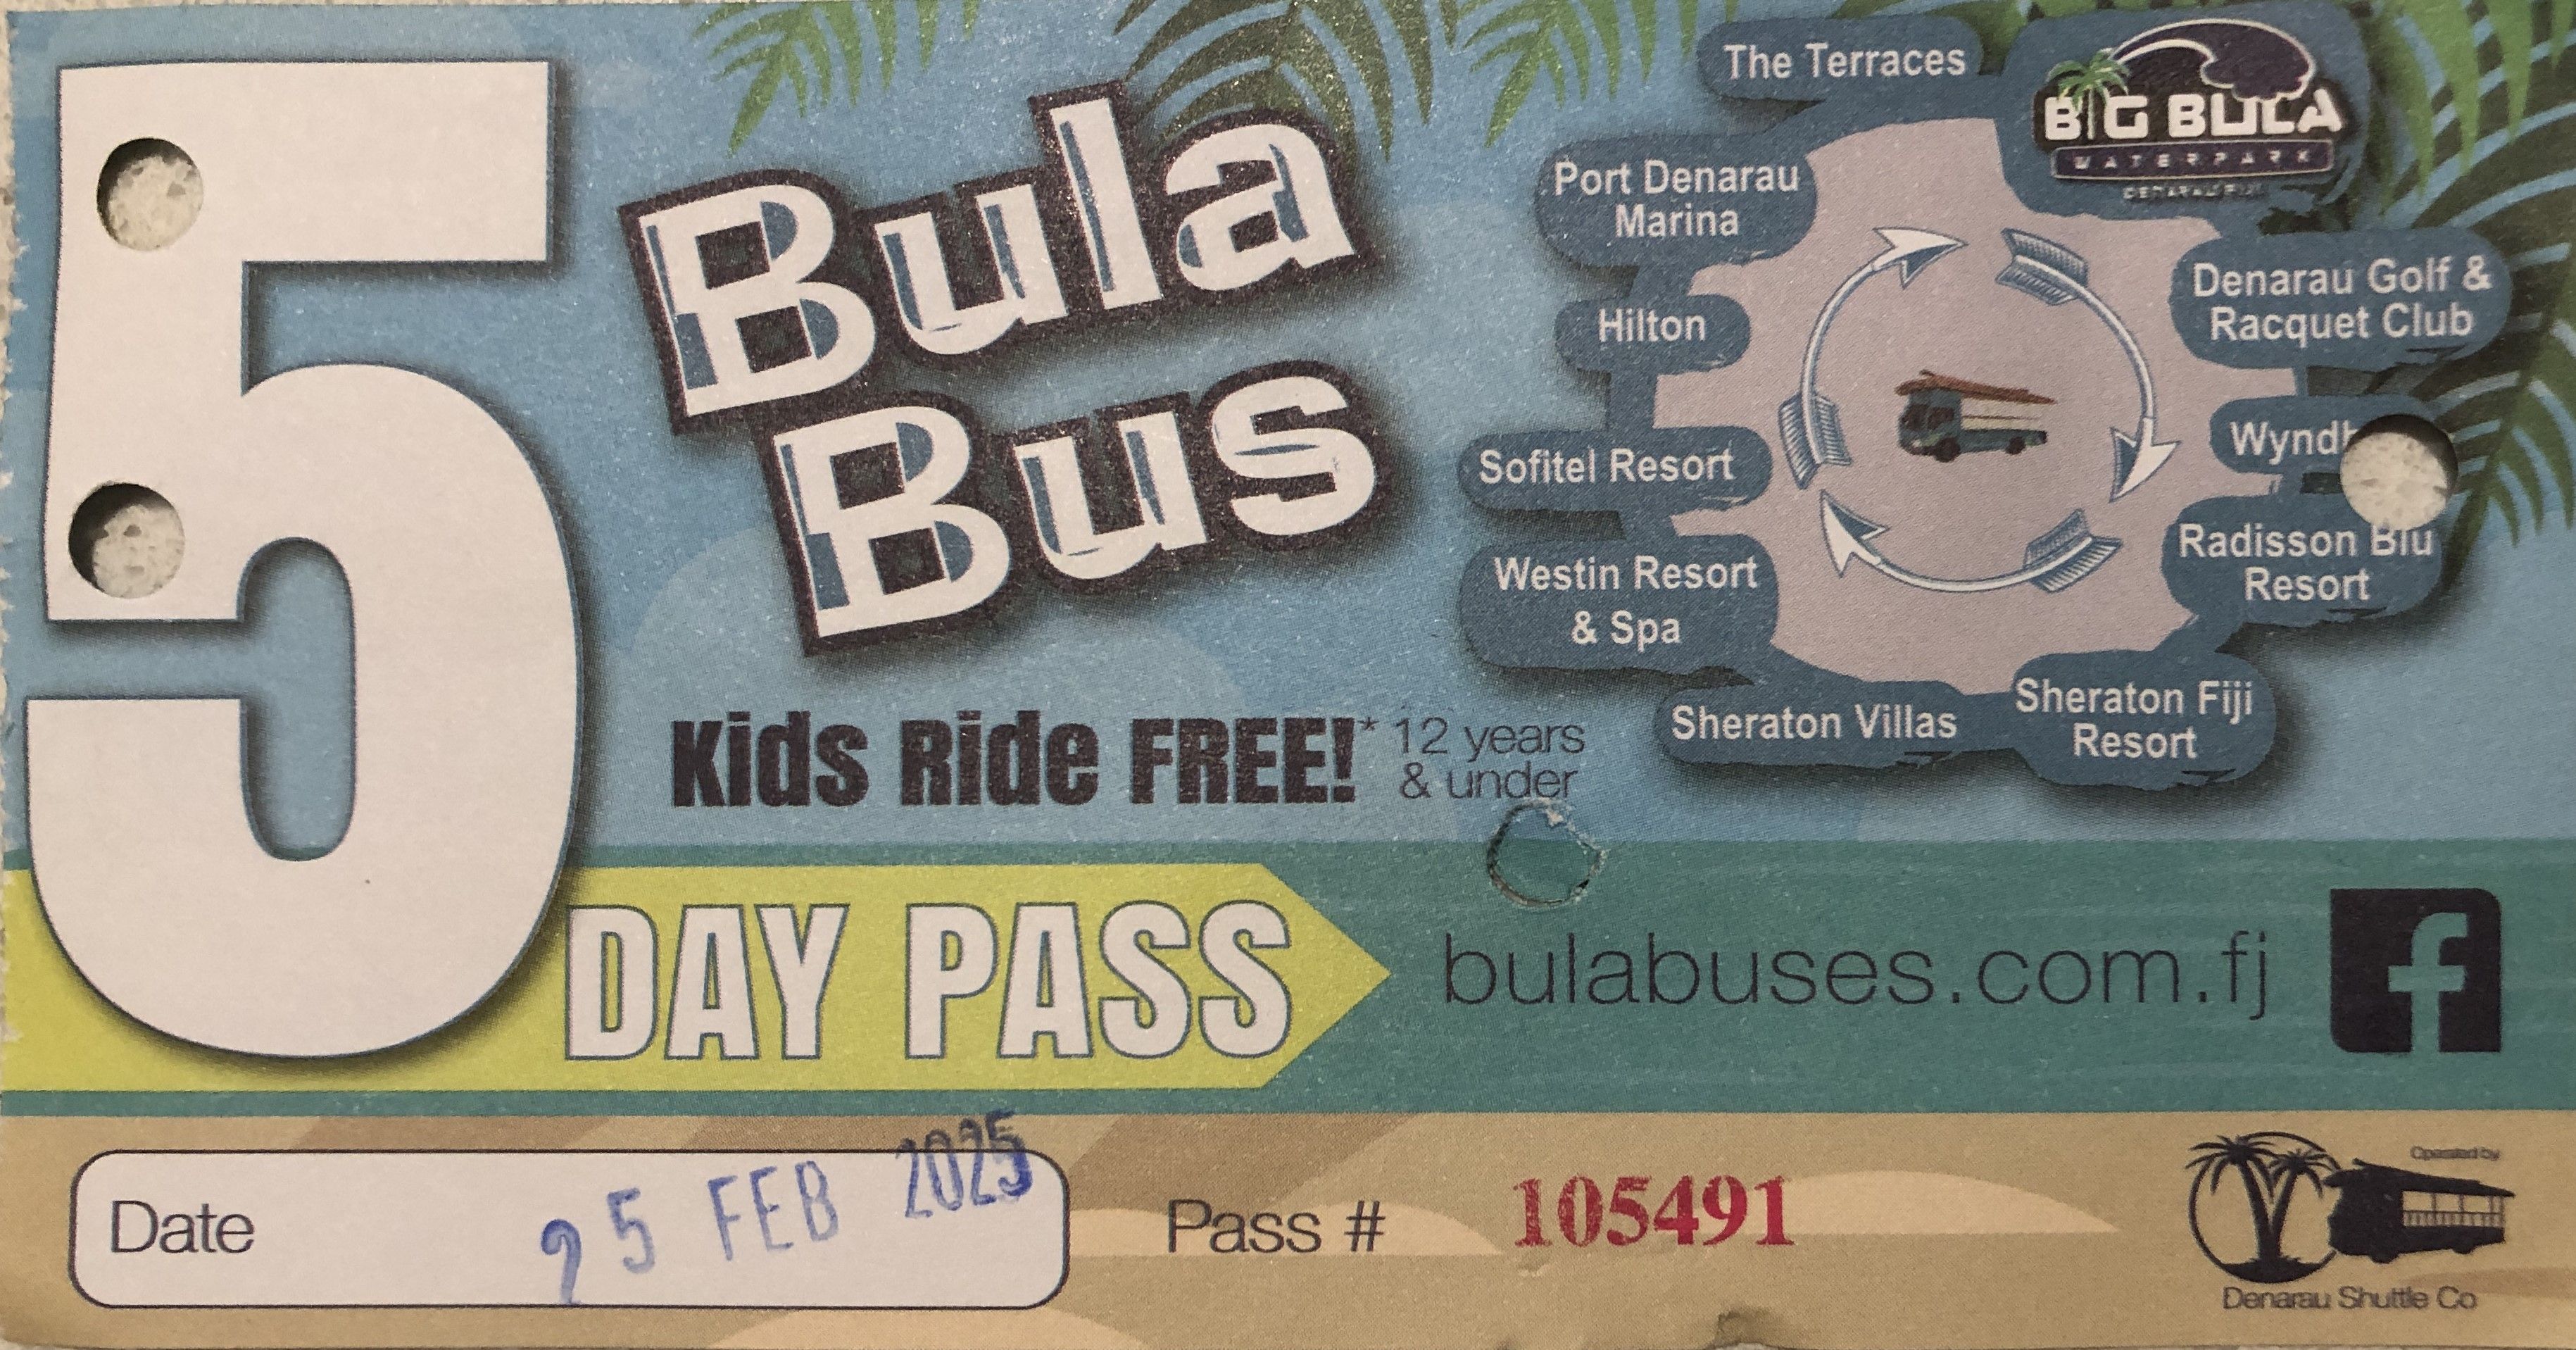 5
Bula
Bus
Kids Ride FREE!* 12 years
& under
DAY PASS
bulabuses.com.fj
The Terraces
BIG BULA
WATERPARK
DENARAU FIJI
Port Denarau
Marina
Denarau Golf &
Racquet Club
Hilton
Sofitel Resort
Radisson Blu
Resort
Westin Resort
& Spa
Sheraton Villas
Sheraton Fiji
Resort
Date
25 FEB 2025
Pass # 105491
Operated by
Denarau Shuttle Co